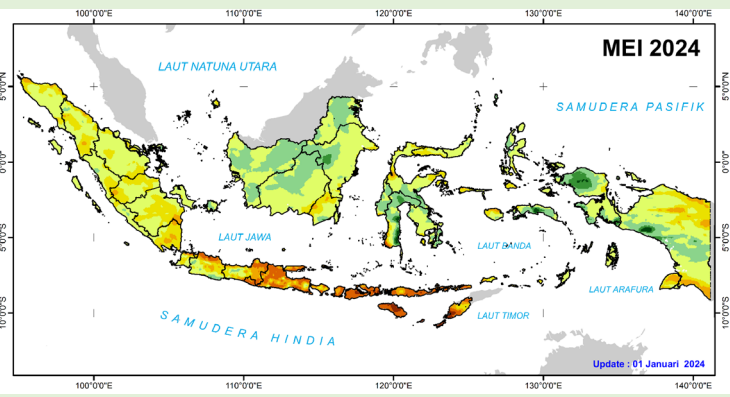 100°0'0"E 110°0'0"E 120°0'0"E 130°0'0"E 140°0'0"E
MEI 2024
LAUT NATUNA UTARA
SAMUDERA PASIFIK
5°0'0"N 5°0'0"N
0°0'0" 0°0'0"
LAUT JAWA
LAUT BANDA
5°0'0"S 5°0'0"S
LAUT ARAFURA
SAMUDERA HINDIA
LAUT TIMOR
10°0'0"S 10°0'0"S
Update : 01 Januari 2024
100°0'0"E 110°0'0"E 120°0'0"E 130°0'0"E 140°0'0"E